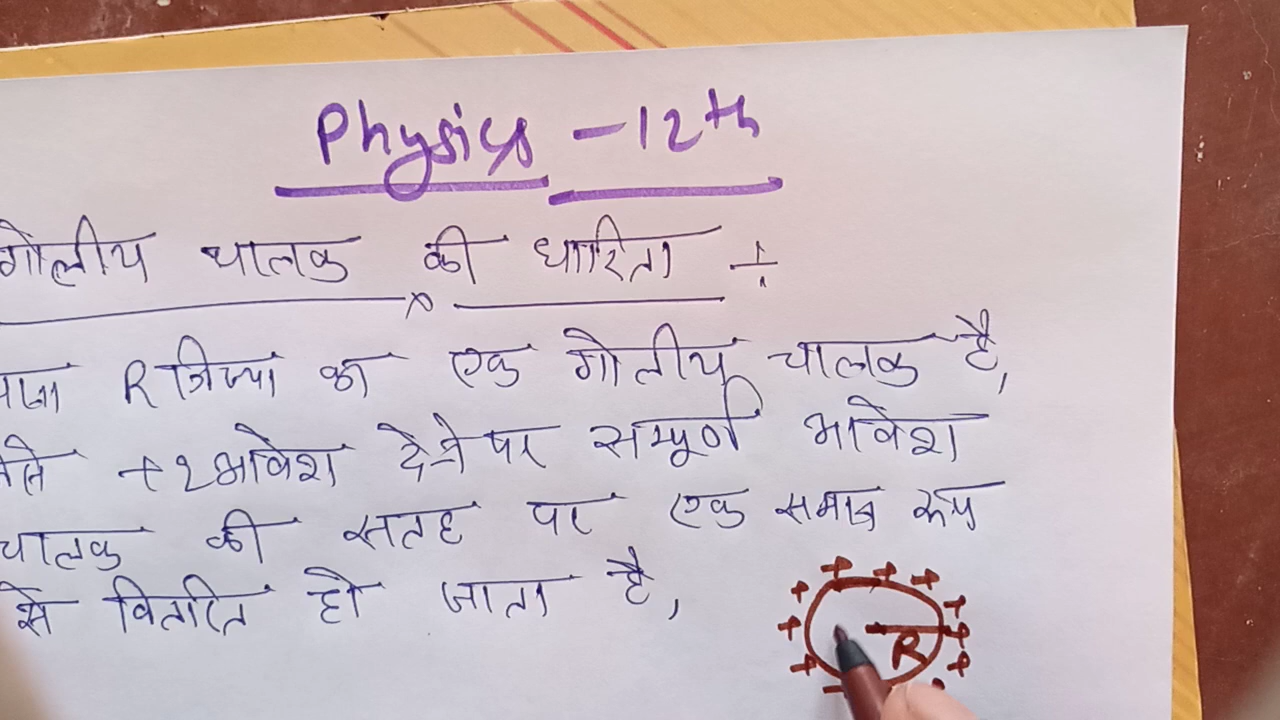 Physics - 12th
गोलीय चालक की धारिता ÷
माना R त्रिज्या का एक गोलीय चालक है,
+q आवेश देने पर सम्पूर्ण आवेश
चालक की सतह पर एक समान रूप
से वितरित हो जाता है,
R